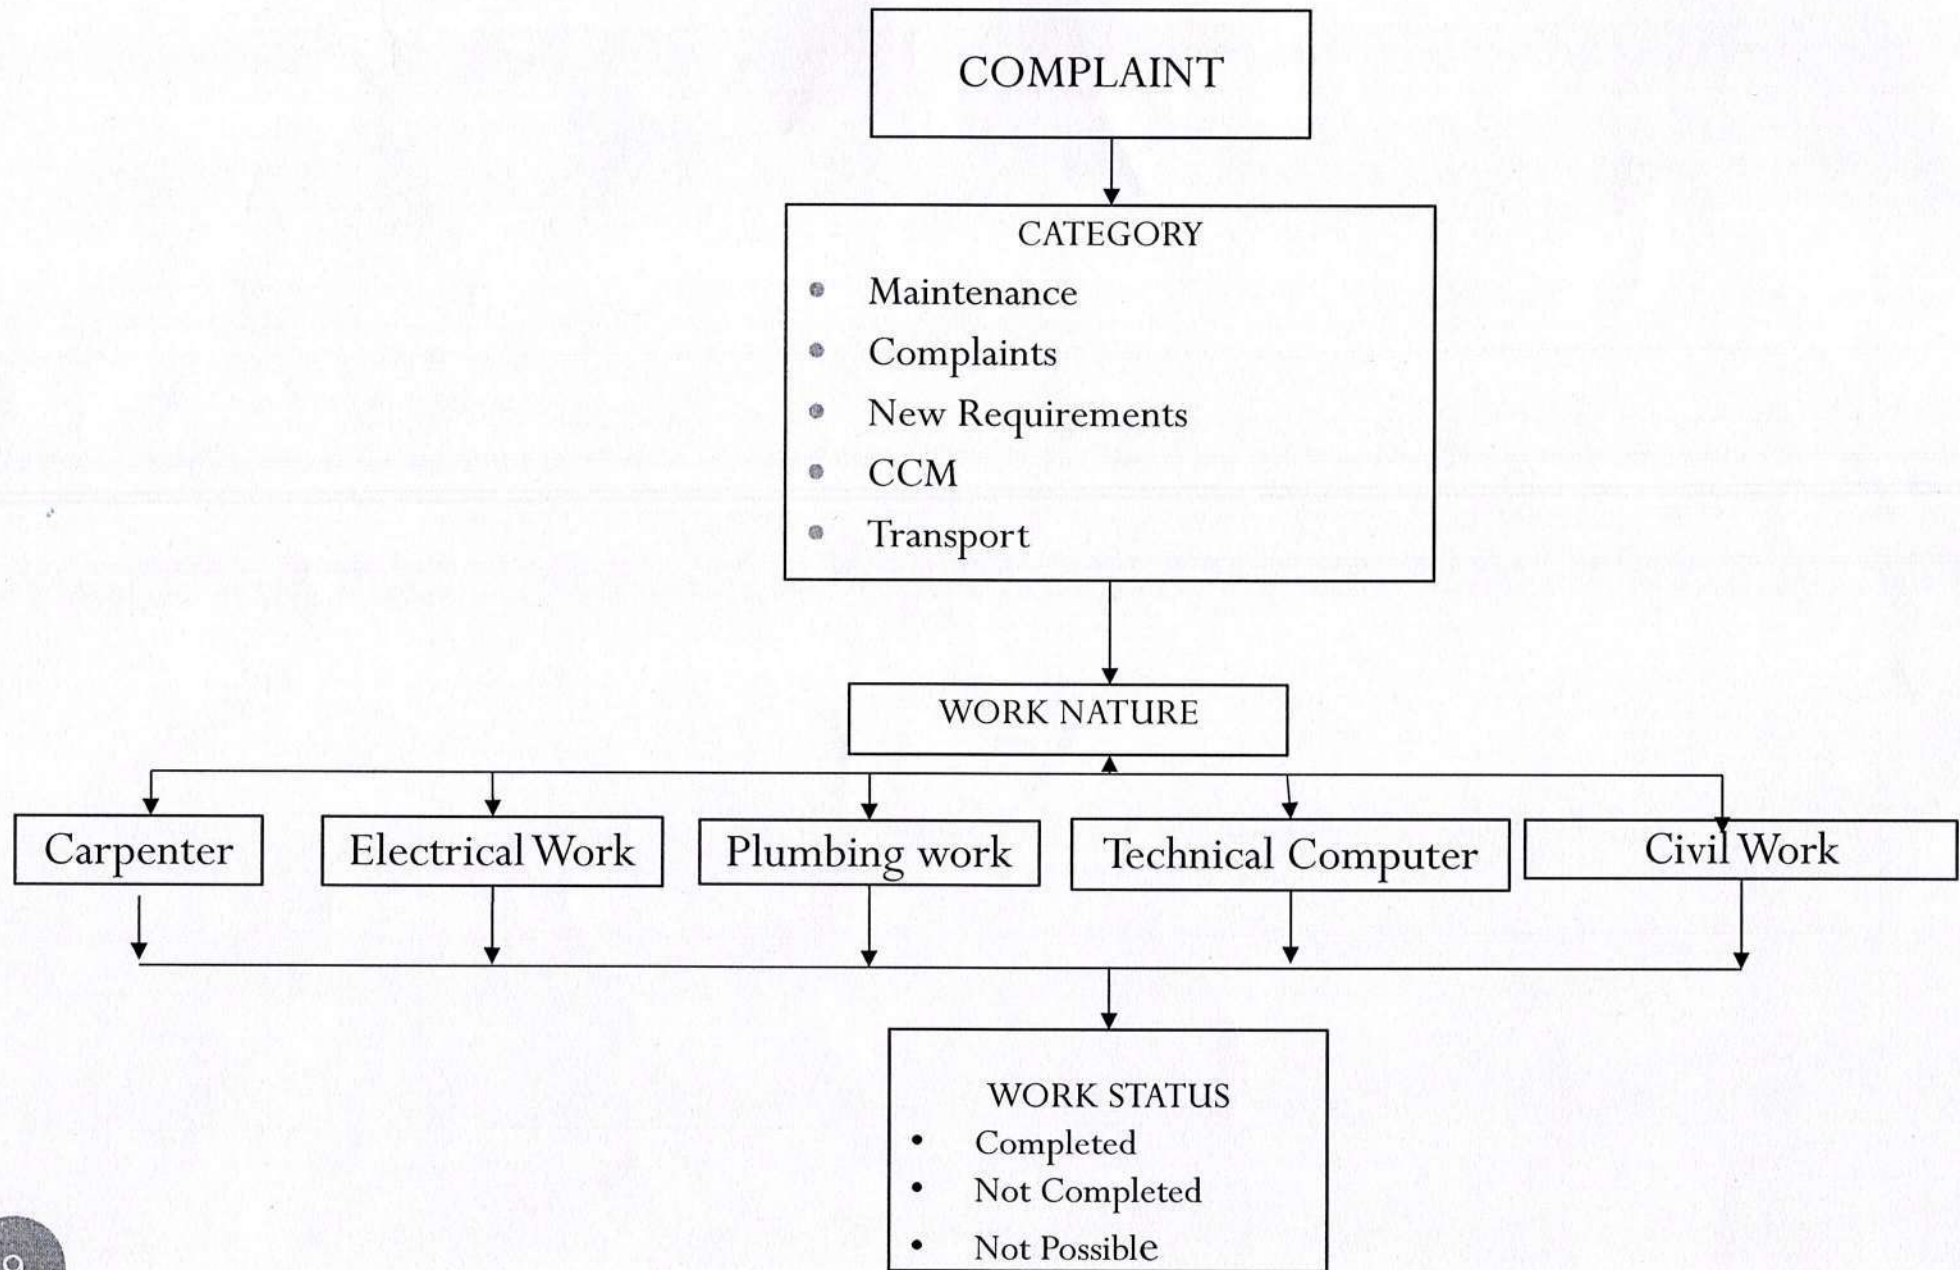 COMPLAINT
CATEGORY
• Maintenance
• Complaints
• New Requirements
• CCM
• Transport
WORK NATURE
Carpenter
Electrical Work
Plumbing work
Technical Computer
Civil Work
WORK STATUS
• Completed
• Not Completed
• Not Possible